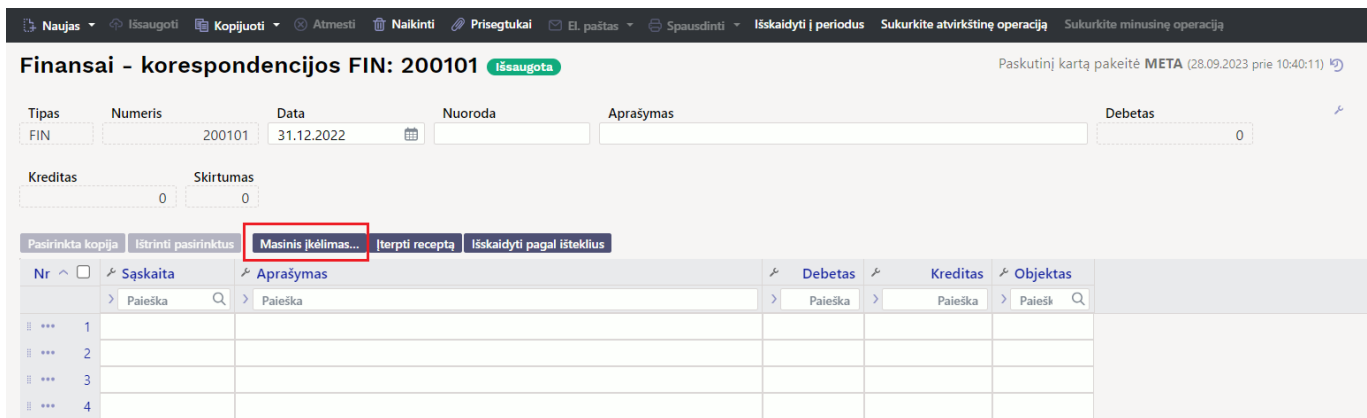 Naujas Išsaugoti Kopijuoti Atmesti Naikinti Prisegtukai El. paštas Spausdinti Išskaidyti į periodus Sukurkite atvirkštinę operaciją Sukurkite minusinę operaciją
Finansai - korespondencijos FIN: 200101 Išsaugota Paskutinį kartą pakeitė META (28.09.2023 prie 10:40:11)
Tipas Numeris Data Nuoroda Aprašymas Debetas
FIN 200101 31.12.2022 0
Kreditas Skirtumas
0 0
Pasirinkta kopija Ištrinti pasirinktus Masinis įkėlimas... Įterpti receptą Išskaidyti pagal išteklius
Nr Sąskaita Aprašymas Debetas Kreditas Objektas
Paieška Paieška Paieška Paieška Paiešk
1
2
3
4